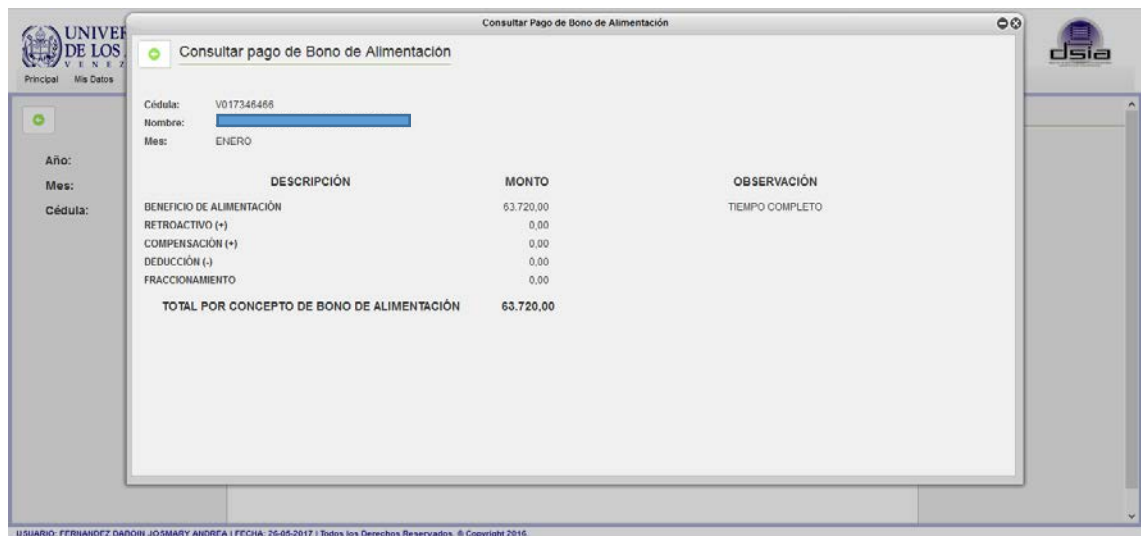 Consultar Pago de Bono de Alimentación
UNIVER
DE LOS
V E N E Z
dsia
Principal Mis Datos
Consultar pago de Bono de Alimentación
Cédula: V017346466
Nombre:
Mes: ENERO
Año:
Mes:
Cédula:
DESCRIPCIÓN MONTO OBSERVACIÓN
BENEFICIO DE ALIMENTACIÓN 63.720,00 TIEMPO COMPLETO
RETROACTIVO (+) 0,00
COMPENSACIÓN (+) 0,00
DEDUCCIÓN (-) 0,00
FRACCIONAMIENTO 0,00
TOTAL POR CONCEPTO DE BONO DE ALIMENTACIÓN 63.720,00
USUARIO: FERNANDEZ JOSMARY ANDREA | FECHA: 26-05-2017 | Todos los Derechos Reservados. © Copyright 2016.